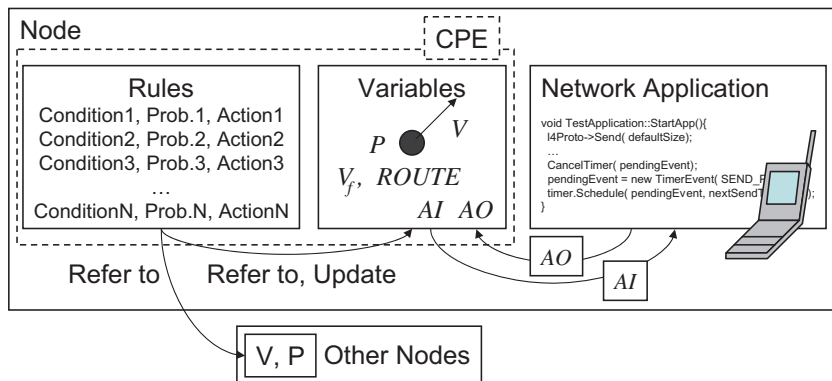 Node
CPE
Rules
Condition1, Prob.1, Action1
Condition2, Prob.2, Action2
Condition3, Prob.3, Action3
...
ConditionN, Prob.N, ActionN
Variables
P
V
V_f, ROUTE
AI AO
Network Application
void TestApplication::StartApp(){
l4Proto->Send( defaultSize);
...
CancelTimer( pendingEvent);
pendingEvent = new TimerEvent( SEND_
timer.Schedule( pendingEvent, nextSendT );
}
Refer to
Refer to, Update
AO
AI
V, P
Other Nodes